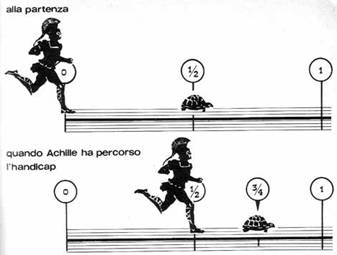 alla partenza
0 ½ 1
quando Achille ha percorso
l'handicap
0 ½ ¾ 1